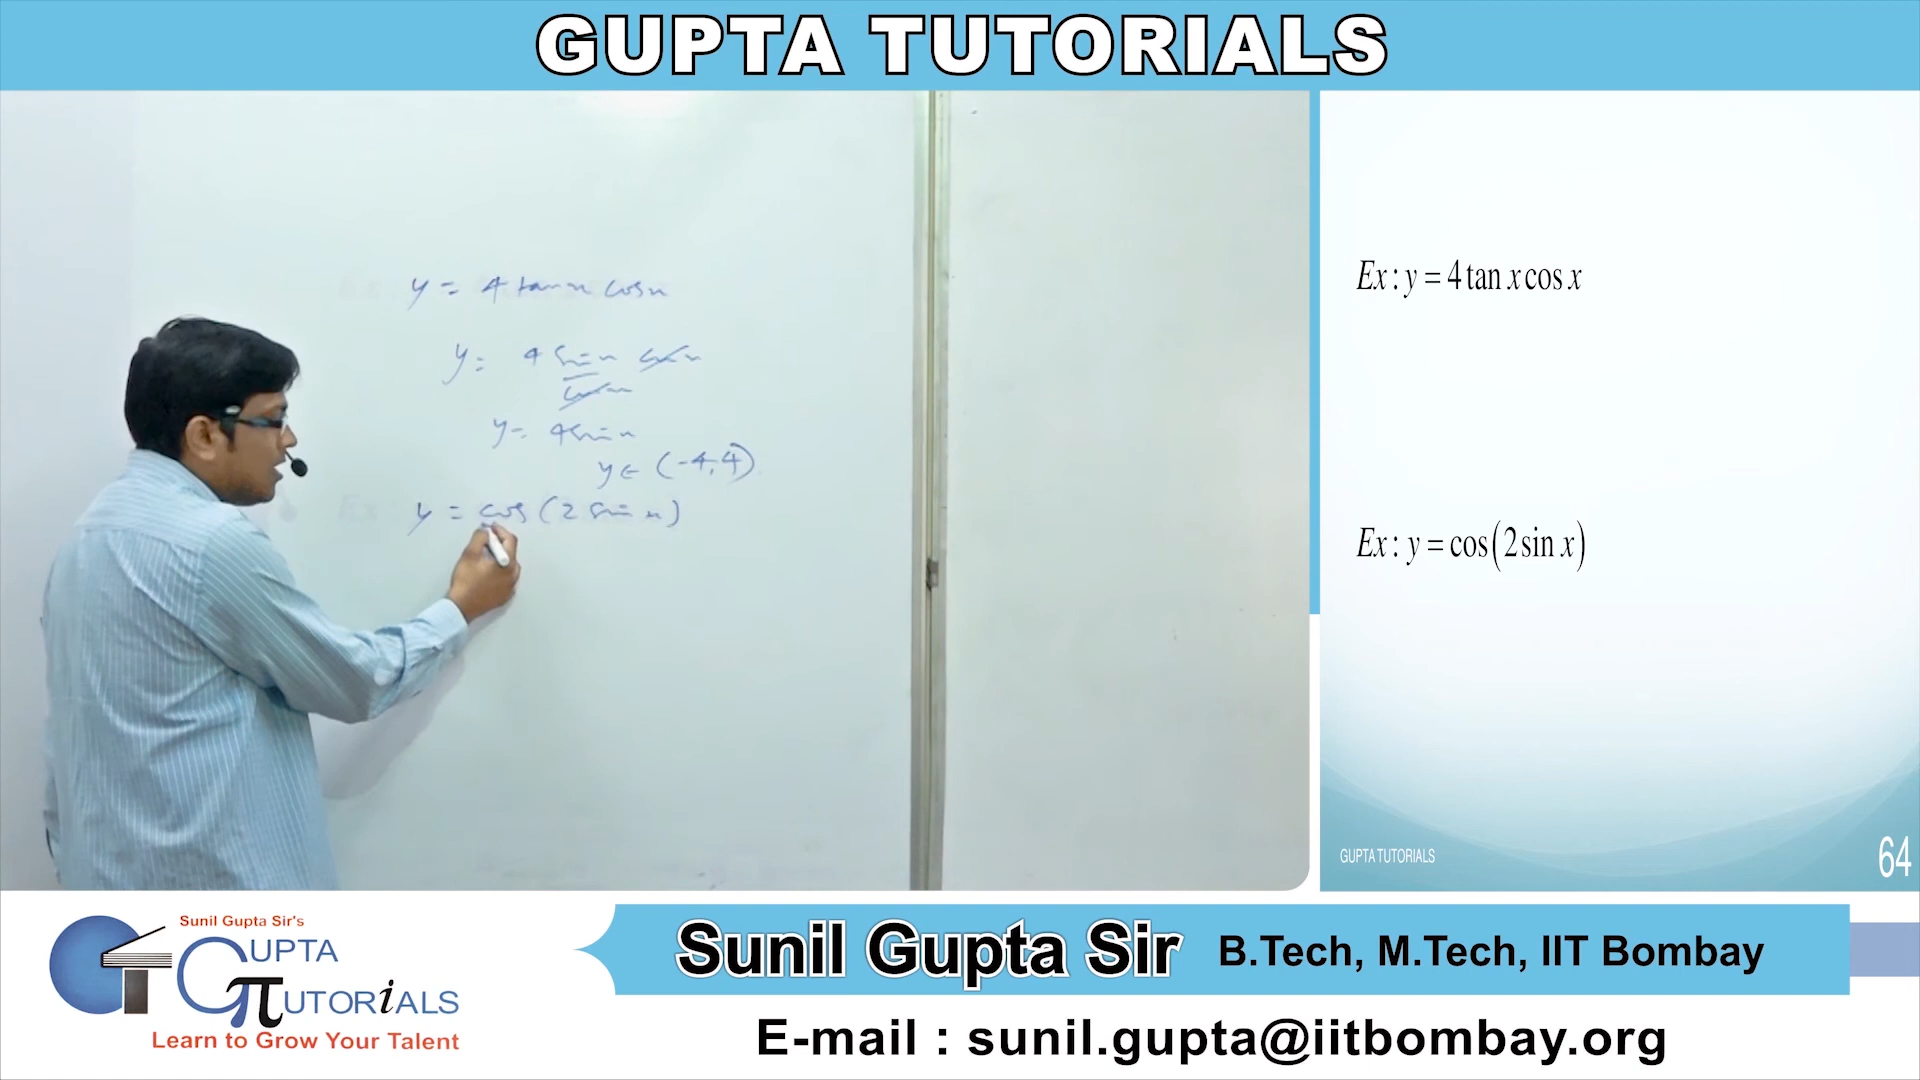 GUPTA TUTORIALS
y = 4 tan x cos x
y = 4 sin x cos x
cos x
y = 4 sin x
y ∈ (-4, 4)
y = cos (2 sin x)
Ex : y = 4 tan x cos x
Ex : y = cos(2 sin x)
GUPTA TUTORIALS
64
Sunil Gupta Sir's
GUPTA
TUTORiALS
Learn to Grow Your Talent
Sunil Gupta Sir B.Tech, M.Tech, IIT Bombay
E-mail : sunil.gupta@iitbombay.org